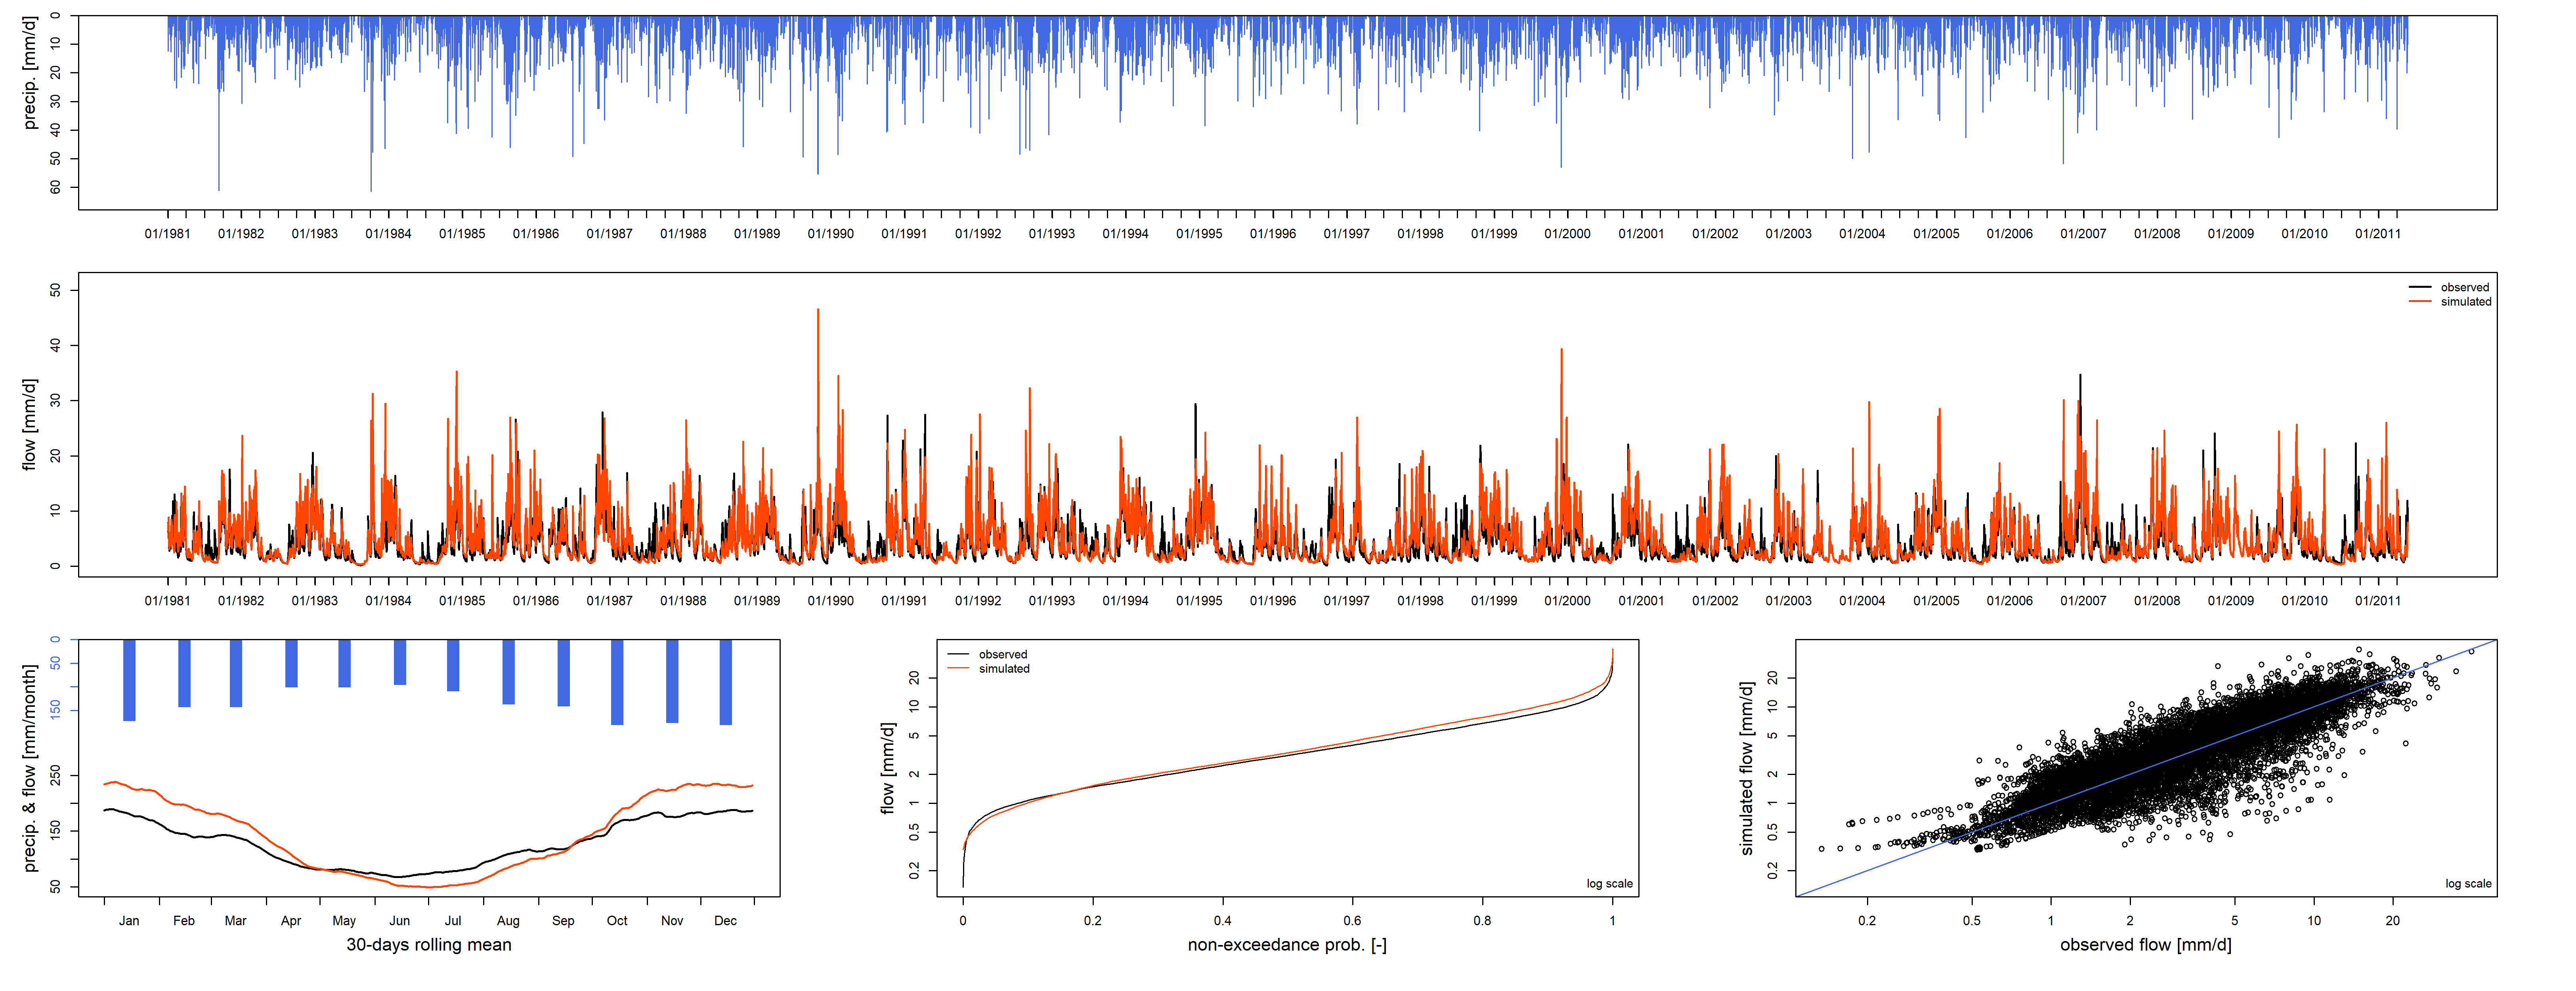 precip. [mm/d]
0
10
20
30
40
50
60
01/1981 01/1982 01/1983 01/1984 01/1985 01/1986 01/1987 01/1988 01/1989 01/1990 01/1991 01/1992 01/1993 01/1994 01/1995 01/1996 01/1997 01/1998 01/1999 01/2000 01/2001 01/2002 01/2003 01/2004 01/2005 01/2006 01/2007 01/2008 01/2009 01/2010 01/2011
flow [mm/d]
50
40
30
20
10
0
observed
simulated
01/1981 01/1982 01/1983 01/1984 01/1985 01/1986 01/1987 01/1988 01/1989 01/1990 01/1991 01/1992 01/1993 01/1994 01/1995 01/1996 01/1997 01/1998 01/1999 01/2000 01/2001 01/2002 01/2003 01/2004 01/2005 01/2006 01/2007 01/2008 01/2009 01/2010 01/2011
precip. & flow [mm/month]
0
50
150
250
150
50
Jan Feb Mar Apr May Jun Jul Aug Sep Oct Nov Dec
30-days rolling mean
flow [mm/d]
20
10
5
2
1
0.5
0.2
observed
simulated
log scale
0 0.2 0.4 0.6 0.8 1
non-exceedance prob. [-]
simulated flow [mm/d]
20
10
5
2
1
0.5
0.2
log scale
0.2 0.5 1 2 5 10 20
observed flow [mm/d]